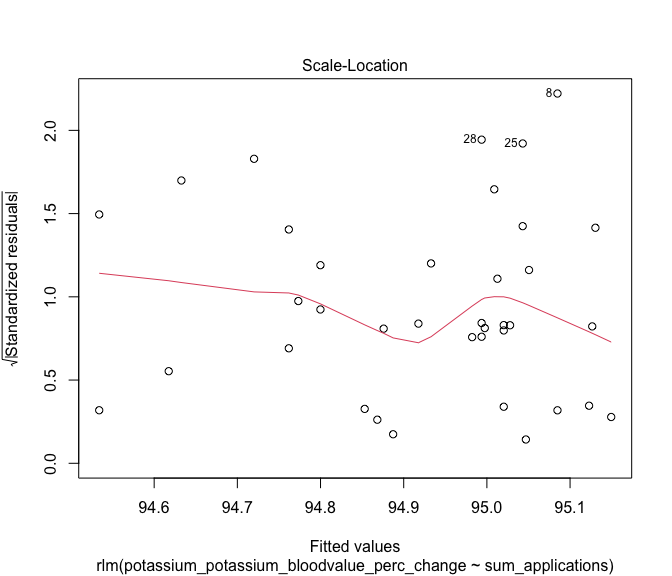 Scale-Location
8
28
25
2.0
1.5
1.0
0.5
0.0
√|Standardized residuals|
94.6 94.7 94.8 94.9 95.0 95.1
Fitted values
rlm(potassium_potassium_bloodvalue_perc_change ~ sum_applications)